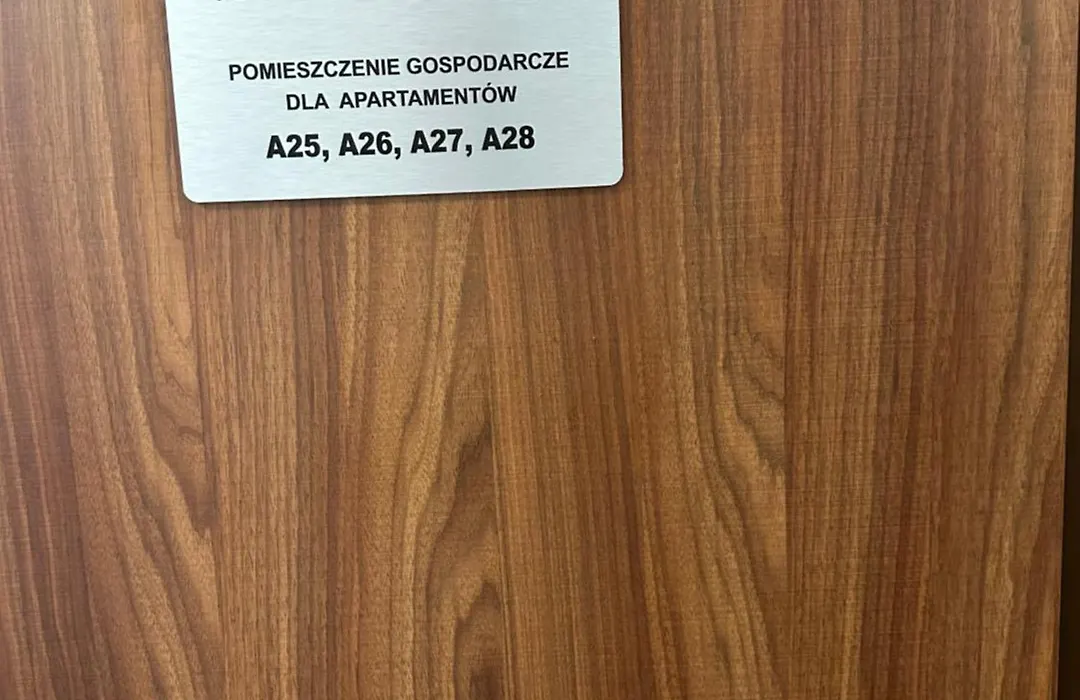 POMIESZCZENIE GOSPODARCZE
DLA APARTAMENTÓW
A25, A26, A27, A28